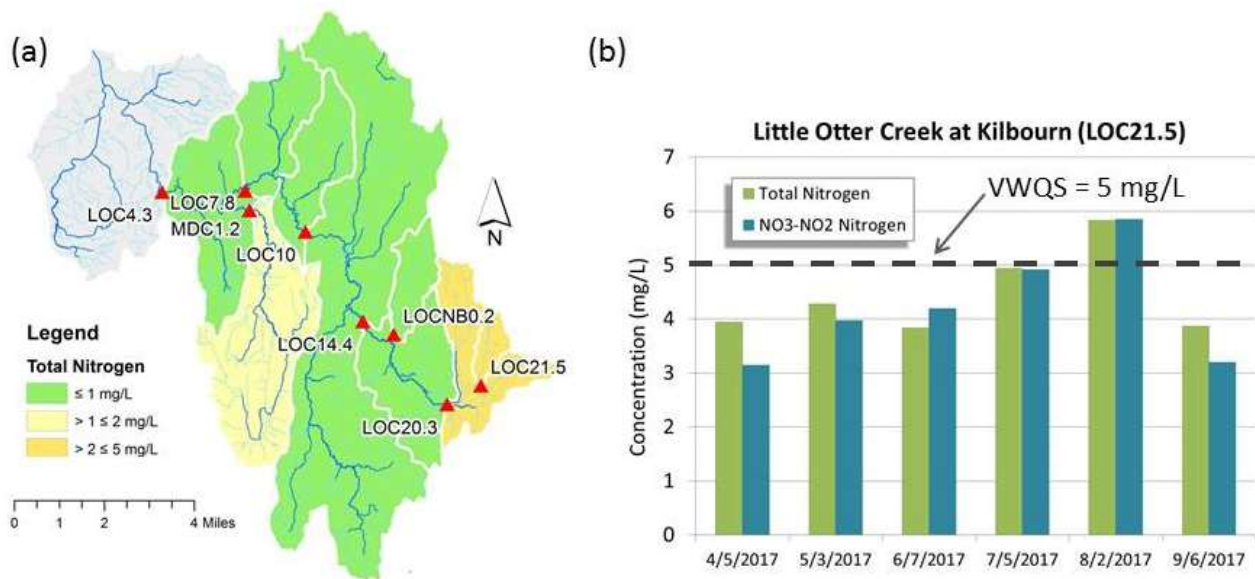 (a)
LOC4.3
LOC7.8
MDC1.2
LOC10
N
LOCNB0.2
LOC14.4
LOC21.5
LOC20.3
Legend
Total Nitrogen
≤ 1 mg/L
> 1 ≤ 2 mg/L
> 2 ≤ 5 mg/L
0 1 2 4 Miles
(b)
Little Otter Creek at Kilbourn (LOC21.5)
Total Nitrogen
NO3-NO2 Nitrogen
VWQS = 5 mg/L
Concentration (mg/L)
7
6
5
4
3
2
1
0
4/5/2017 5/3/2017 6/7/2017 7/5/2017 8/2/2017 9/6/2017